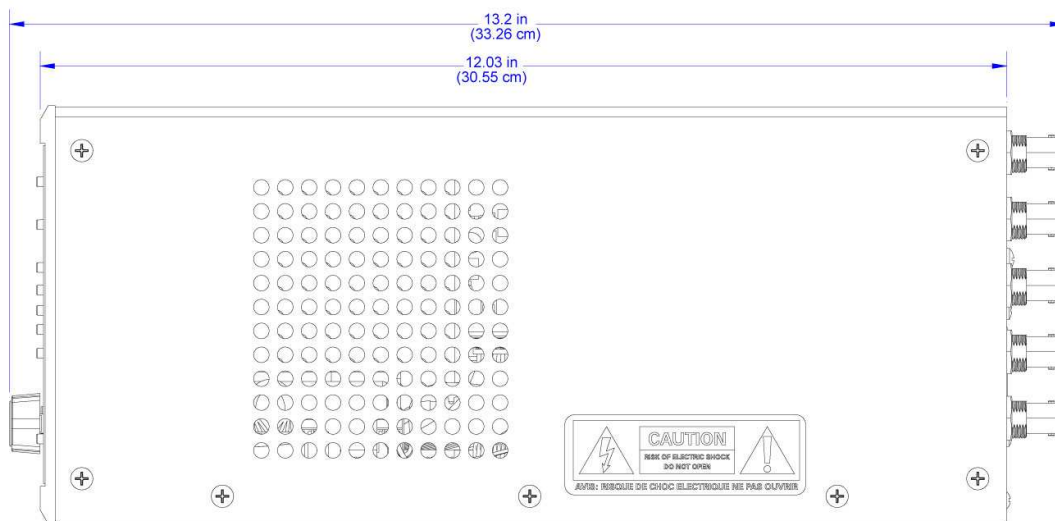 13.2 in
(33.26 cm)
12.03 in
(30.55 cm)
CAUTION
RISK OF ELECTRIC SHOCK
DO NOT OPEN
AVIS: RISQUE DE CHOC ELECTRIQUE NE PAS OUVRIR